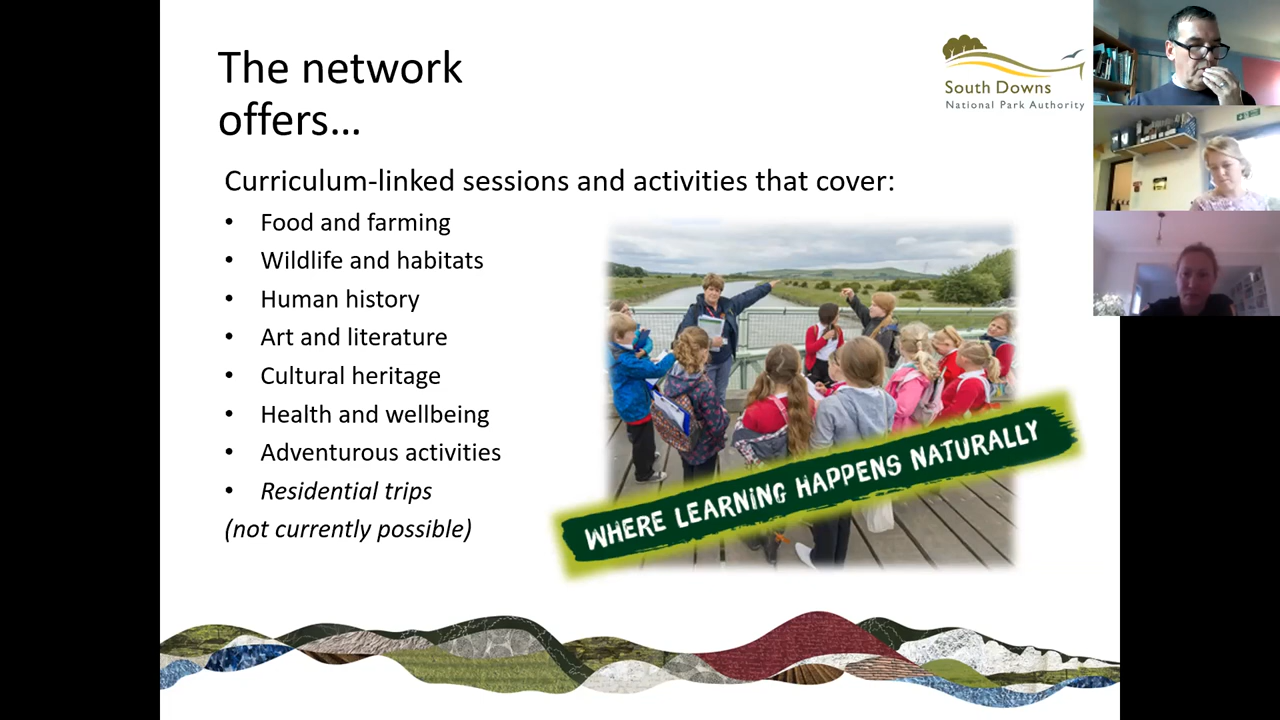 The network
offers…
South Downs
National Park Authority
Curriculum-linked sessions and activities that cover:
• Food and farming
• Wildlife and habitats
• Human history
• Art and literature
• Cultural heritage
• Health and wellbeing
• Adventurous activities
• Residential trips
(not currently possible)
WHERE LEARNING HAPPENS NATURALLY